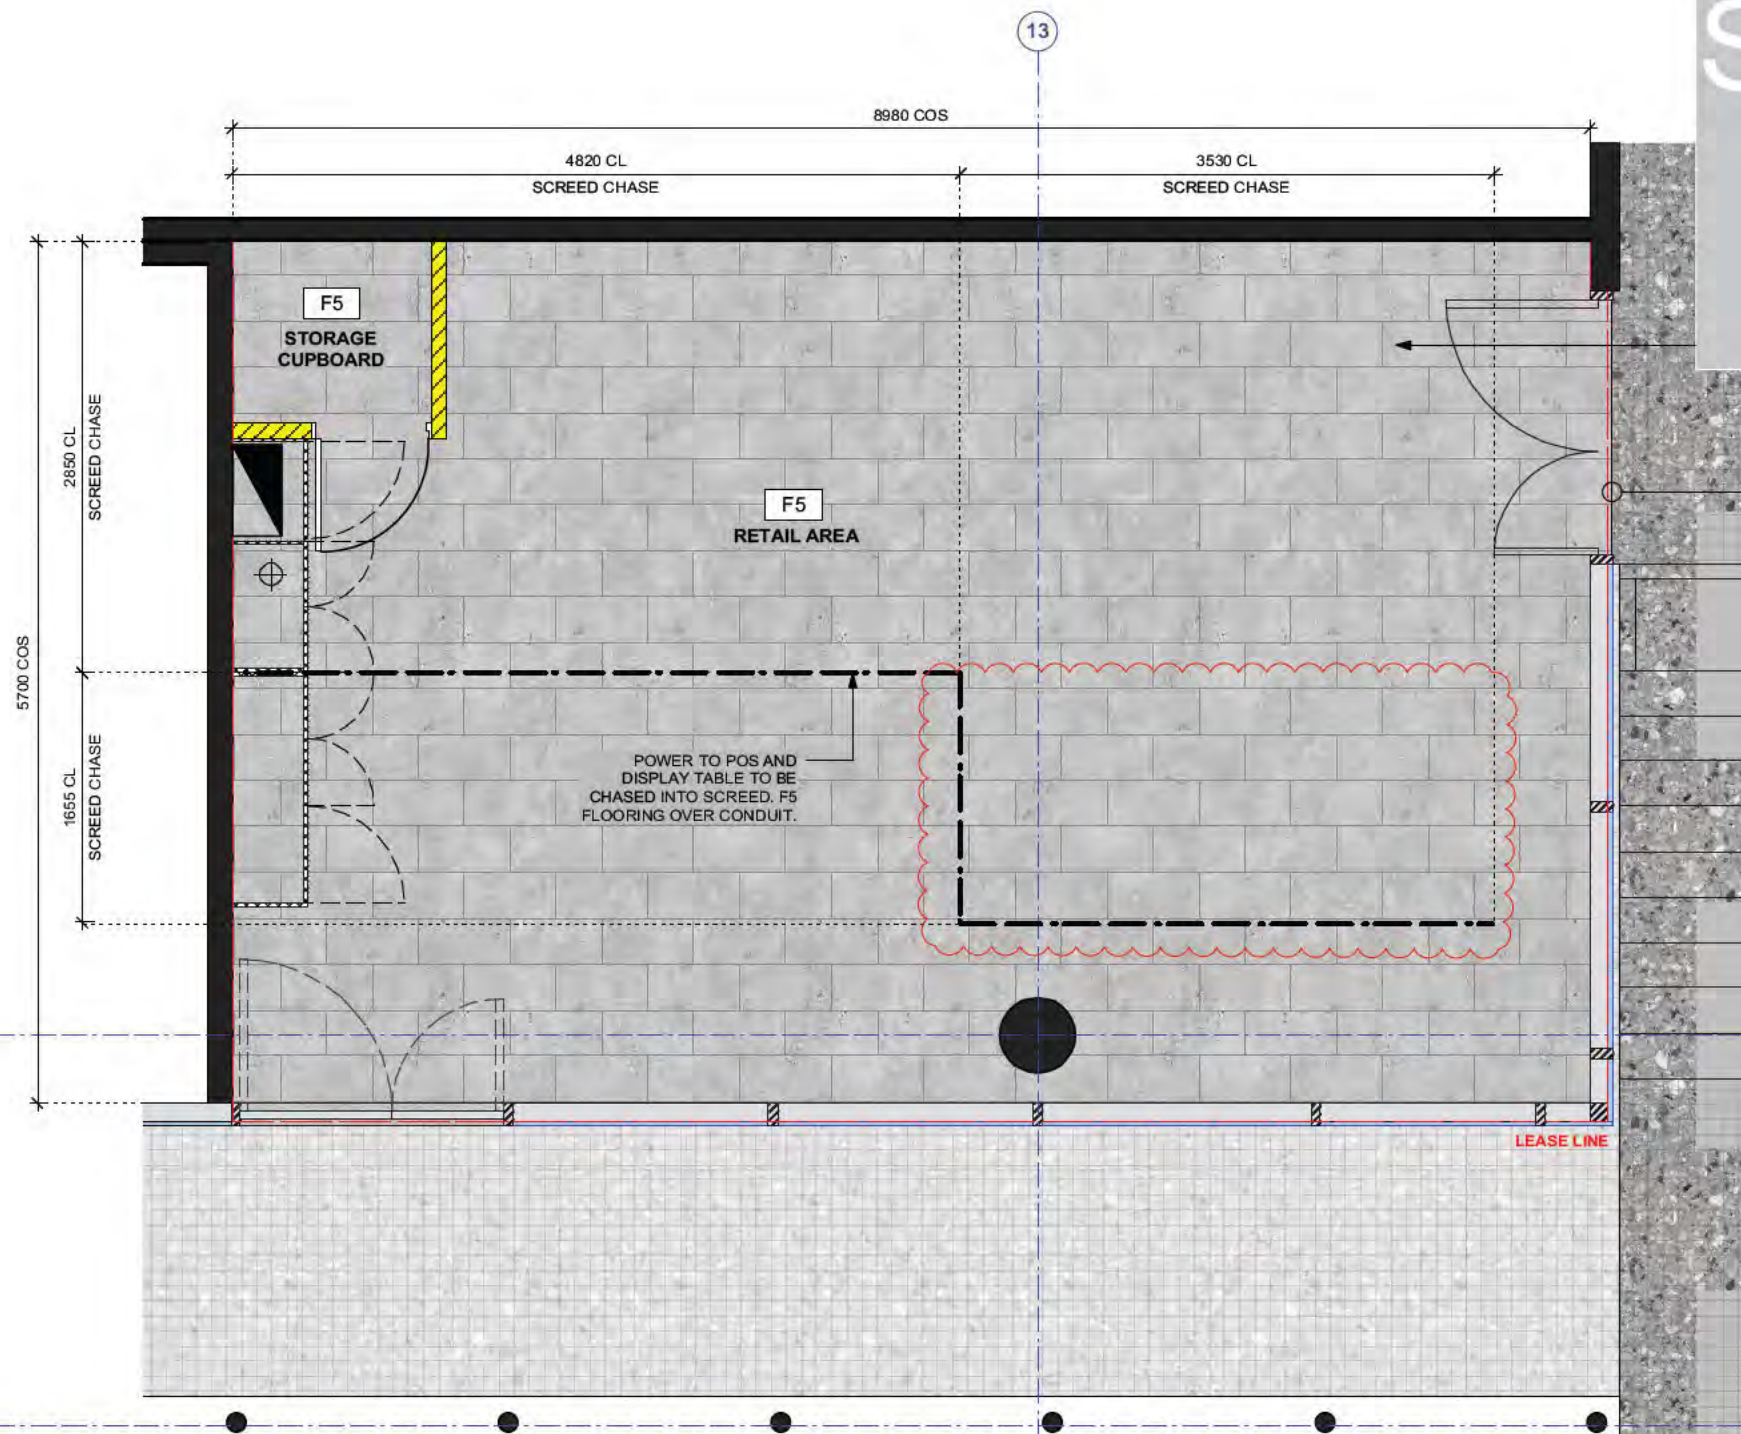 S
13
8980 COS
4820 CL
SCREED CHASE
3530 CL
SCREED CHASE
F5
STORAGE
CUPBOARD
2850 CL
SCREED CHASE
F5
RETAIL AREA
5700 COS
1655 CL
SCREED CHASE
POWER TO POS AND
DISPLAY TABLE TO BE
CHASED INTO SCREED. F5
FLOORING OVER CONDUIT.
LEASE LINE